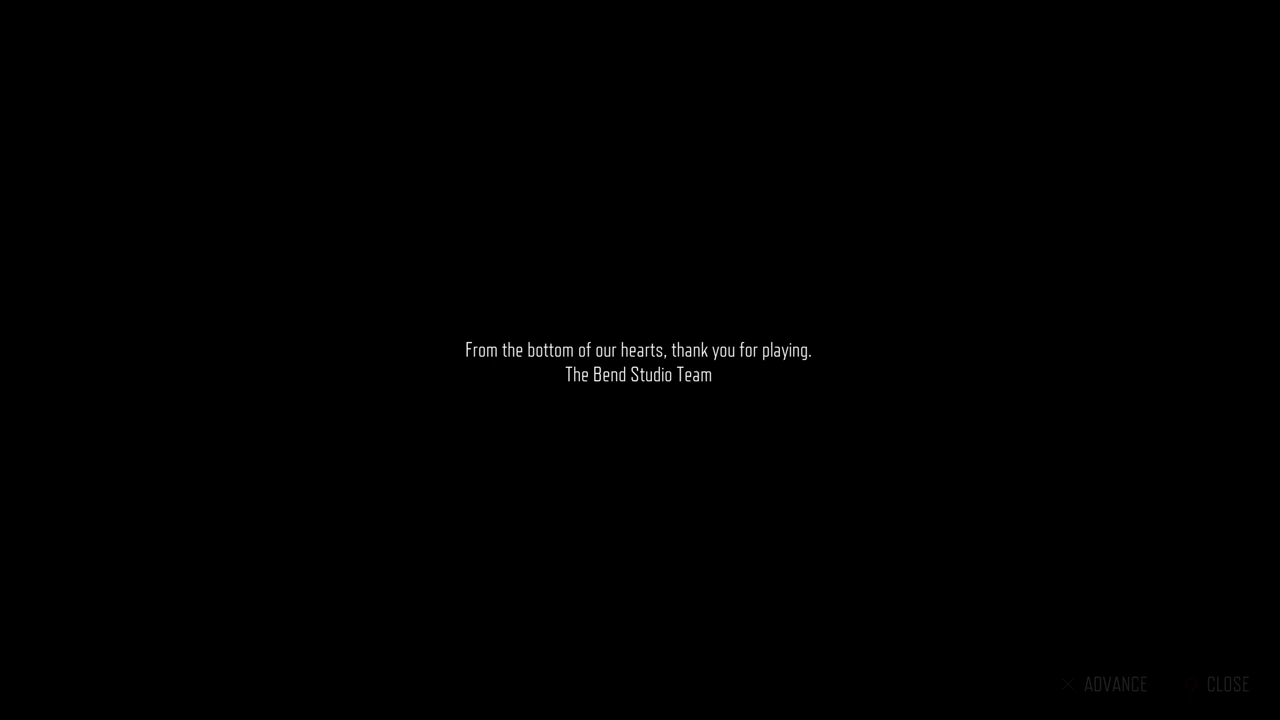 From the bottom of our hearts, thank you for playing.
The Bend Studio Team
ADVANCE CLOSE